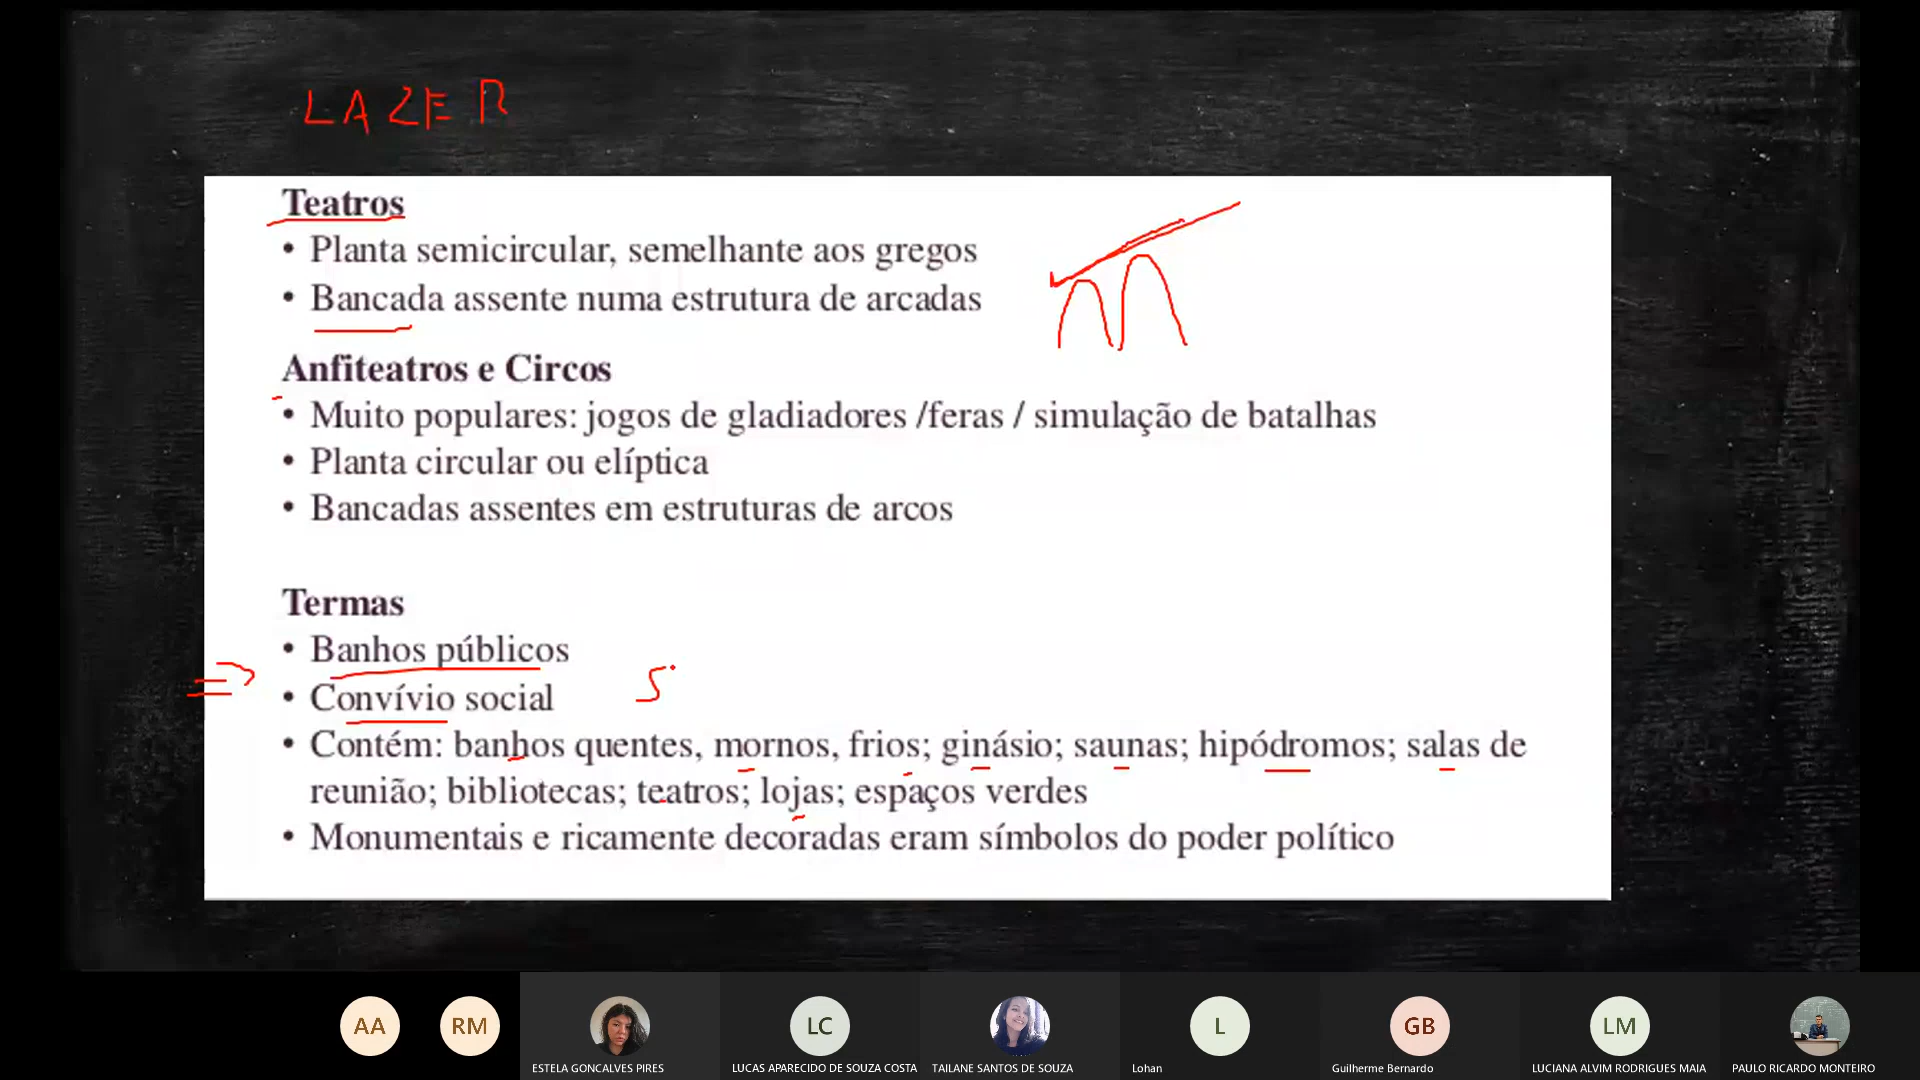 LAZER
Teatros
• Planta semicircular, semelhante aos gregos
• Bancada assente numa estrutura de arcadas
Anfiteatros e Circos
• Muito populares: jogos de gladiadores /feras / simulação de batalhas
• Planta circular ou elíptica
• Bancadas assentes em estruturas de arcos
Termas
• Banhos públicos
• Convívio social
• Contém: banhos quentes, mornos, frios; ginásio; saunas; hipódromos; salas de
reunião; bibliotecas; teatros; lojas; espaços verdes
• Monumentais e ricamente decoradas eram símbolos do poder político
AA
RM
LC
L
GB
LM
ESTELA GONCALVES PIRES
LUCAS APARECIDO DE SOUZA COSTA
TAILANE SANTOS DE SOUZA
Lohan
Guilherme Bernardo
LUCIANA ALVIM RODRIGUES MAIA
PAULO RICARDO MONTEIRO